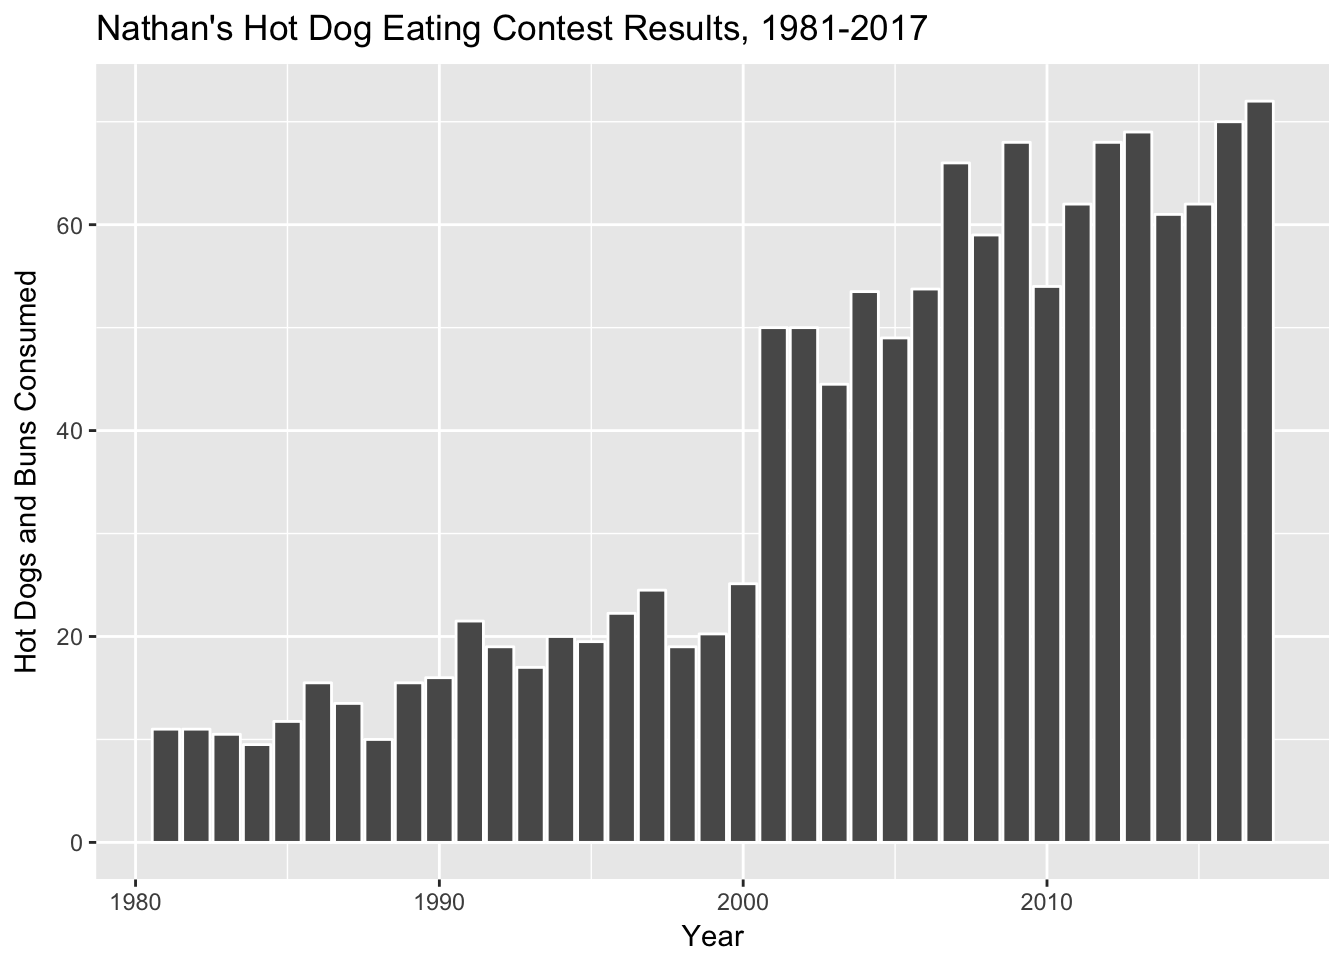 Nathan's Hot Dog Eating Contest Results, 1981-2017
Hot Dogs and Buns Consumed
60
40
20
0
1980 1990 2000 2010
Year